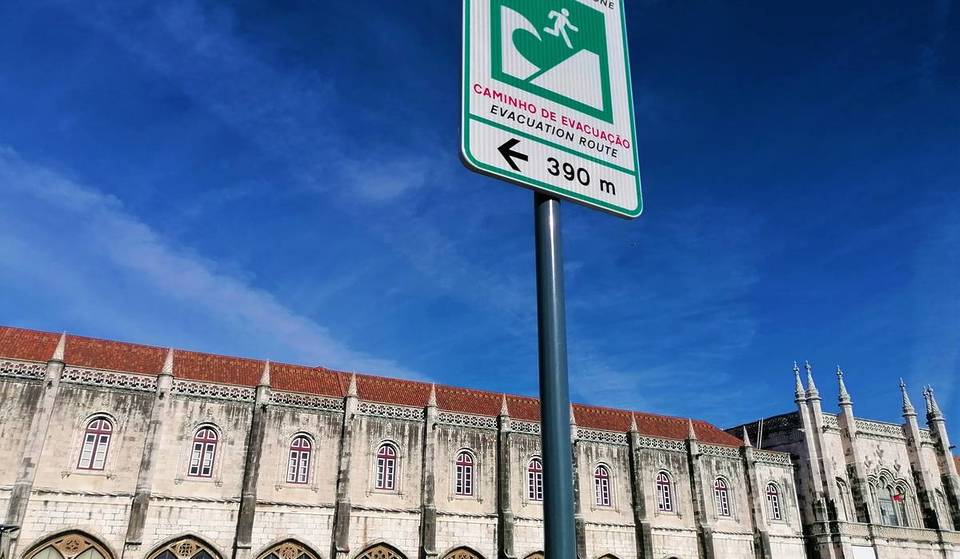 CAMINHO DE EVACUAÇÃO
EVACUATION ROUTE
390 m